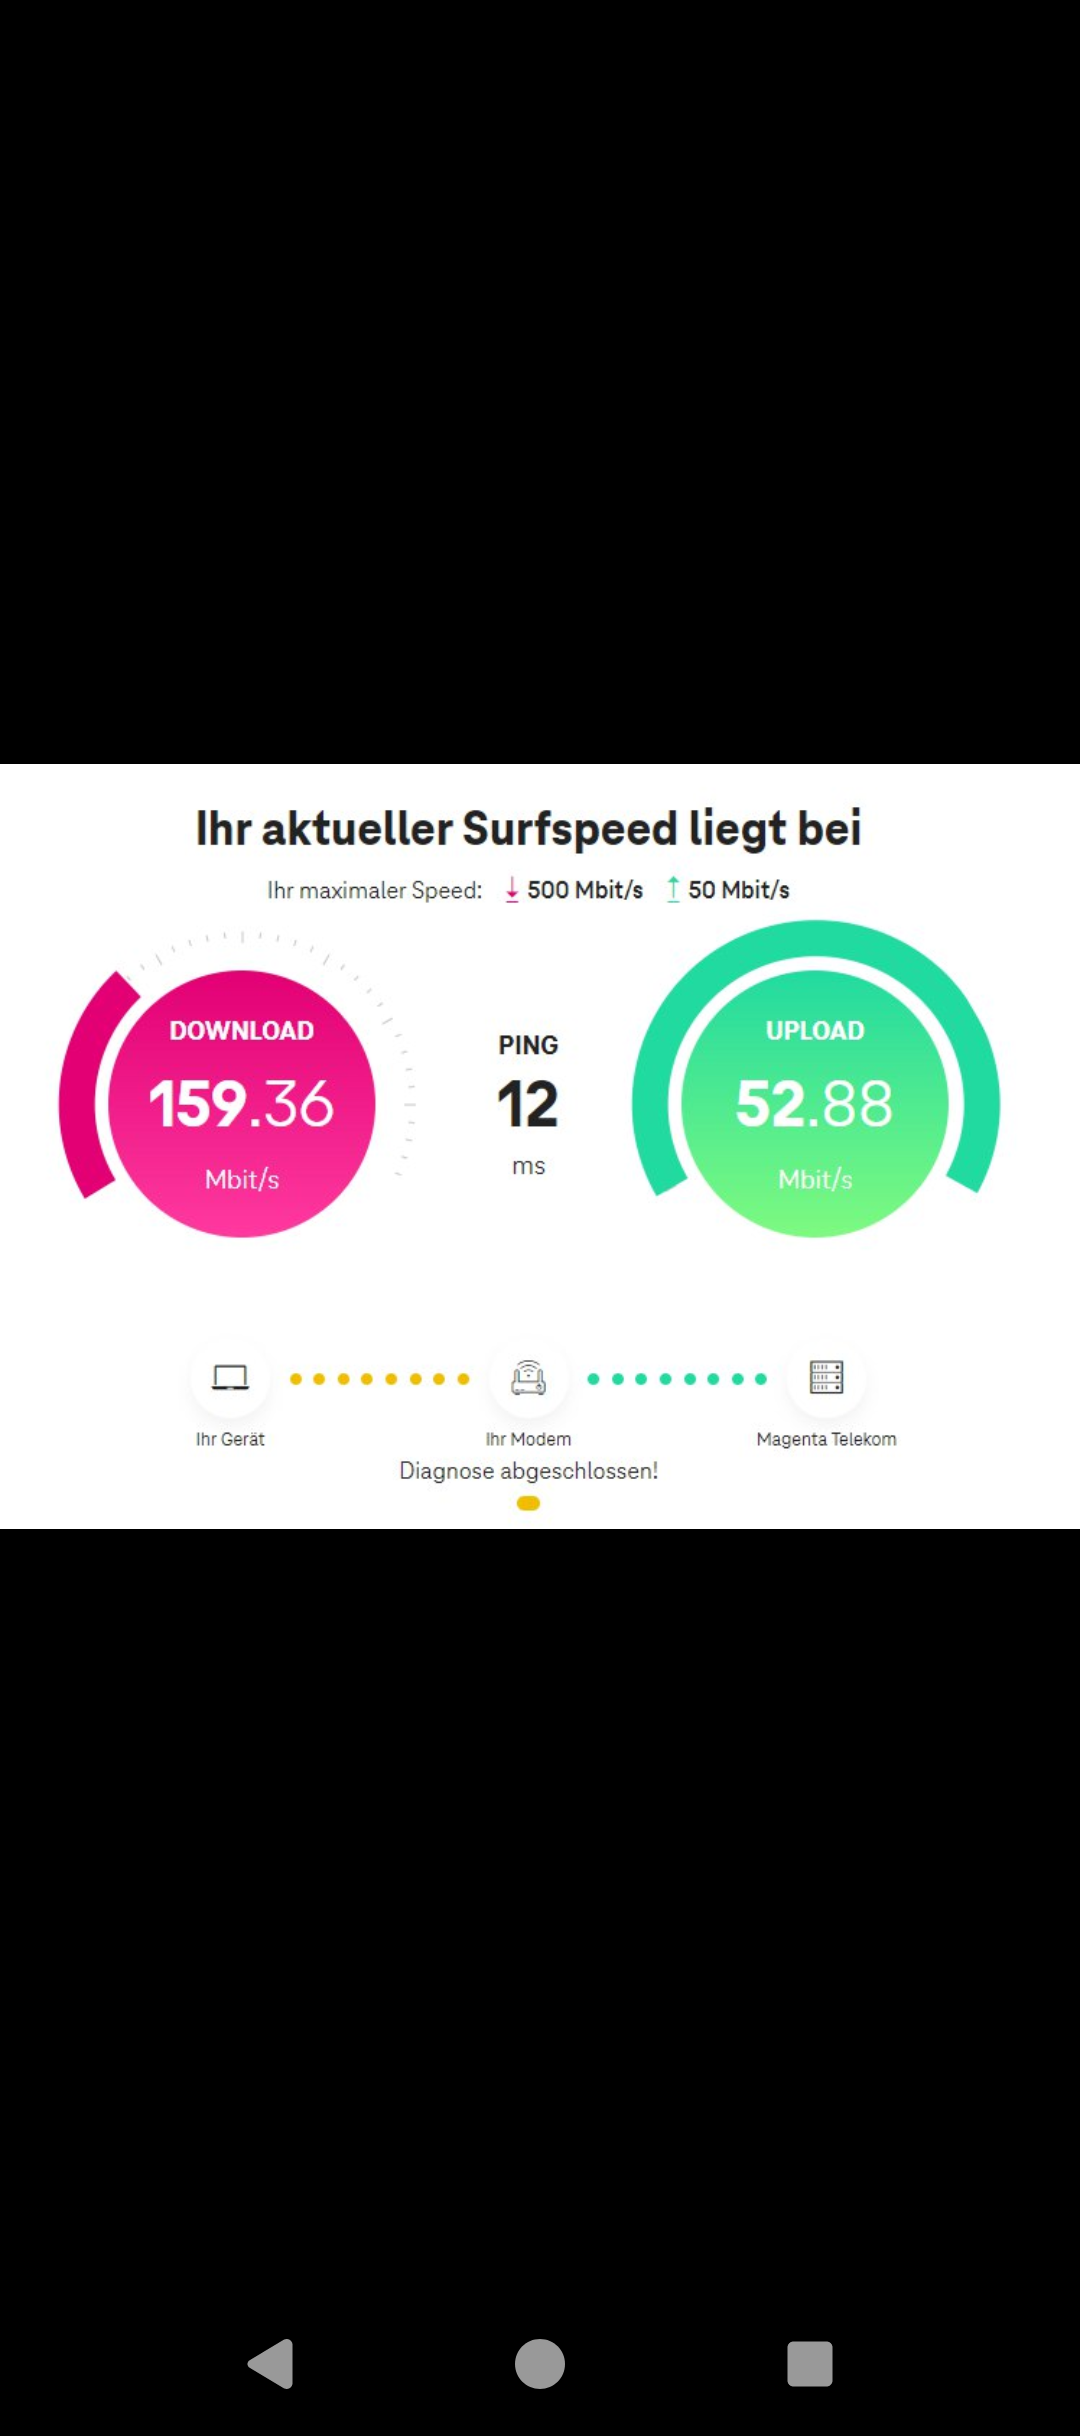 Ihr aktueller Surfspeed liegt bei
Ihr maximaler Speed: 500 Mbit/s 50 Mbit/s
DOWNLOAD
159.36
Mbit/s
PING
12
ms
UPLOAD
52.88
Mbit/s
Ihr Gerät
Ihr Modem
Magenta Telekom
Diagnose abgeschlossen!